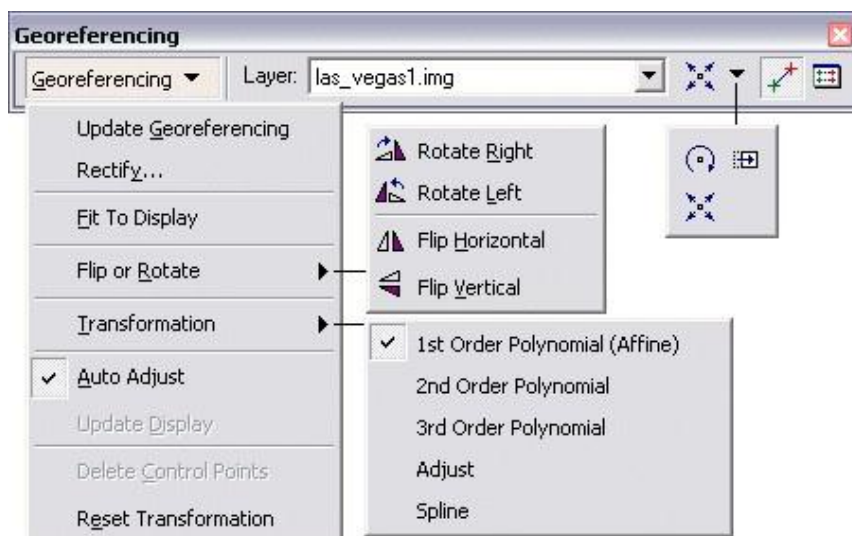 Georeferencing
Georeferencing
Layer:
las_vegas1.img
Update Georeferencing
Rectify...
Fit To Display
Flip or Rotate
Transformation
Auto Adjust
Update Display
Delete Control Points
Reset Transformation
Rotate Right
Rotate Left
Flip Horizontal
Flip Vertical
1st Order Polynomial (Affine)
2nd Order Polynomial
3rd Order Polynomial
Adjust
Spline